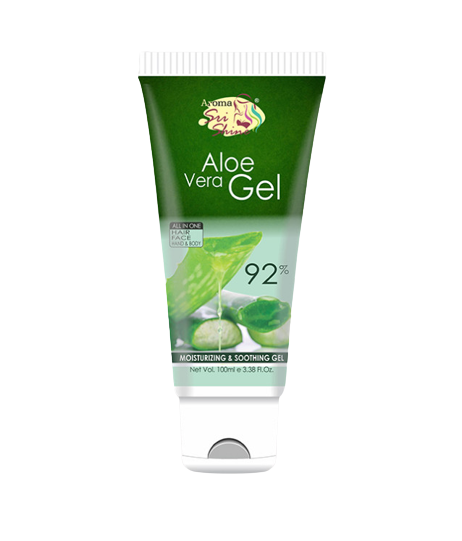 Aroma
Sri
Shine
®
Aloe
Vera Gel
ALL IN ONE
HAIR
FACE
HAND & BODY
92%
MOISTURIZING & SOOTHING GEL
Net Vol. 100ml e 3.38 Fl.Oz.